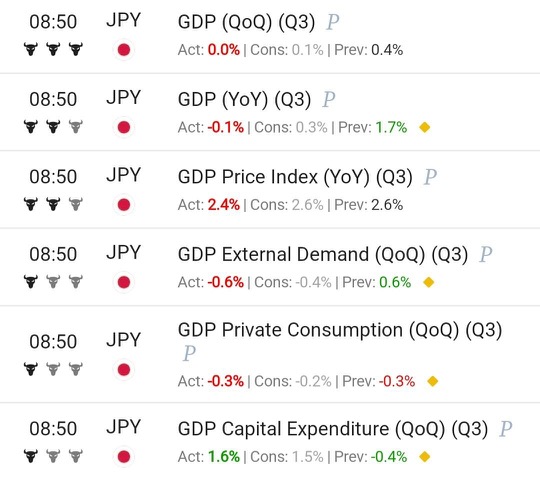 08:50 JPY GDP (QoQ) (Q3) P
Act: 0.0% | Cons: 0.1% | Prev: 0.4%
08:50 JPY GDP (YoY) (Q3) P
Act: -0.1% | Cons: 0.3% | Prev: 1.7%
08:50 JPY GDP Price Index (YoY) (Q3) P
Act: 2.4% | Cons: 2.6% | Prev: 2.6%
08:50 JPY GDP External Demand (QoQ) (Q3) P
Act: -0.6% | Cons: -0.4% | Prev: 0.6%
08:50 JPY GDP Private Consumption (QoQ) (Q3)
P
Act: -0.3% | Cons: -0.2% | Prev: -0.3%
08:50 JPY GDP Capital Expenditure (QoQ) (Q3) P
Act: 1.6% | Cons: 1.5% | Prev: -0.4%